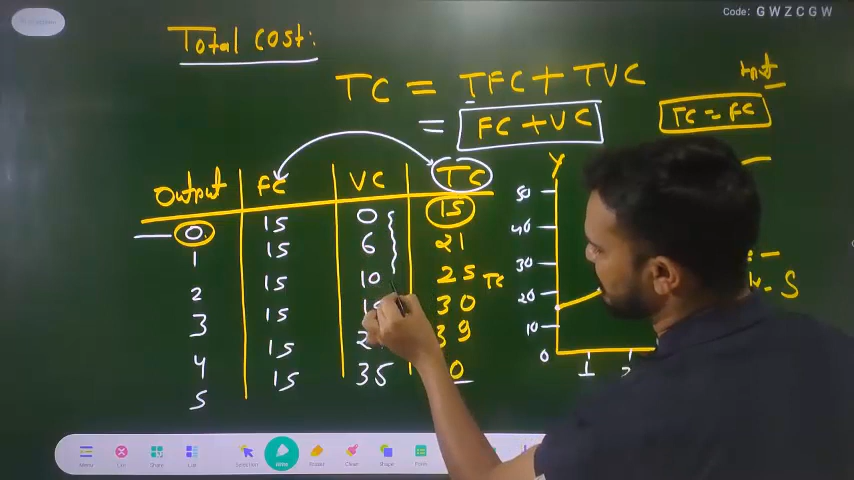 Code: GWZCGW
Total Cost:
TC = TFC + TVC
= FC + VC
TC = FC
Output FC VC TC
0 15 0 15
1 15 6 21
2 15 10 25 TC
3 15 30
4 15 39
5 15 35
Y
50
40
30
20
10
0
1 2
S